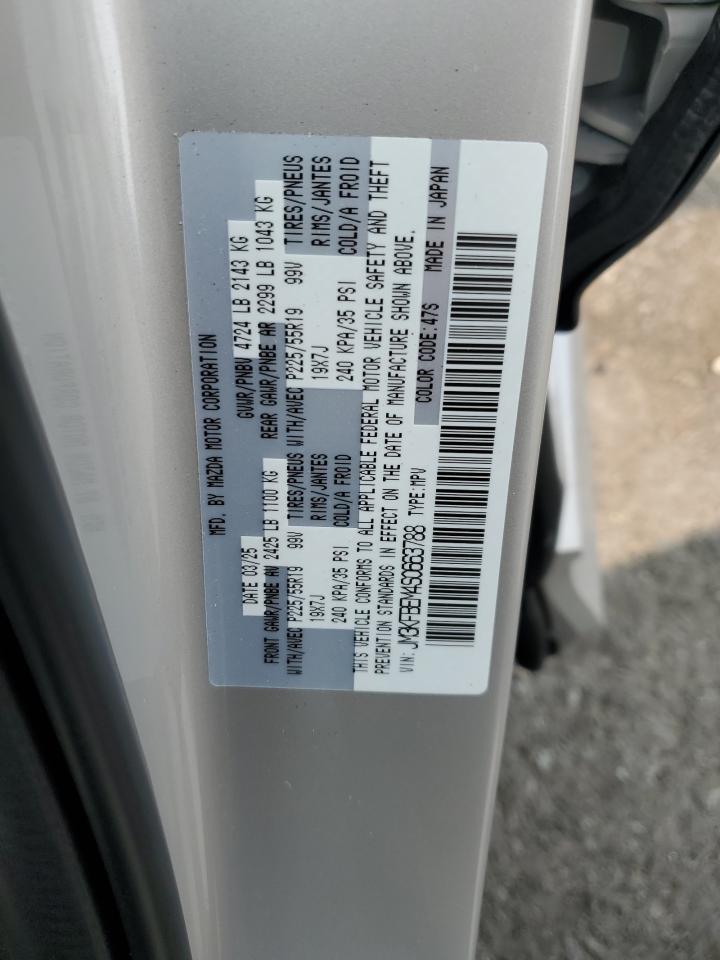 MFD. BY MAZDA MOTOR CORPORATION
DATE 03/25 GVWR/PNBV 4724 LB 2143 KG
FRONT GAWR/PNBE AV 2425 LB 1100 KG REAR GAWR/PNBE AR 2299 LB 1043 KG
WITH/AVEC P225/55R19 99V TIRES/PNEUS WITH/AVEC P225/55R19 99V TIRES/PNEUS
19X7J RIMS/JANTES 19X7J RIMS/JANTES
240 KPA/35 PSI COLD/A FROID 240 KPA/35 PSI COLD/A FROID
THIS VEHICLE CONFORMS TO ALL APPLICABLE FEDERAL MOTOR VEHICLE SAFETY AND THEFT
PREVENTION STANDARDS IN EFFECT ON THE DATE OF MANUFACTURE SHOWN ABOVE.
VIN: JM3KFBEM4S0663788 TYPE:MPV COLOR CODE:47S MADE IN JAPAN